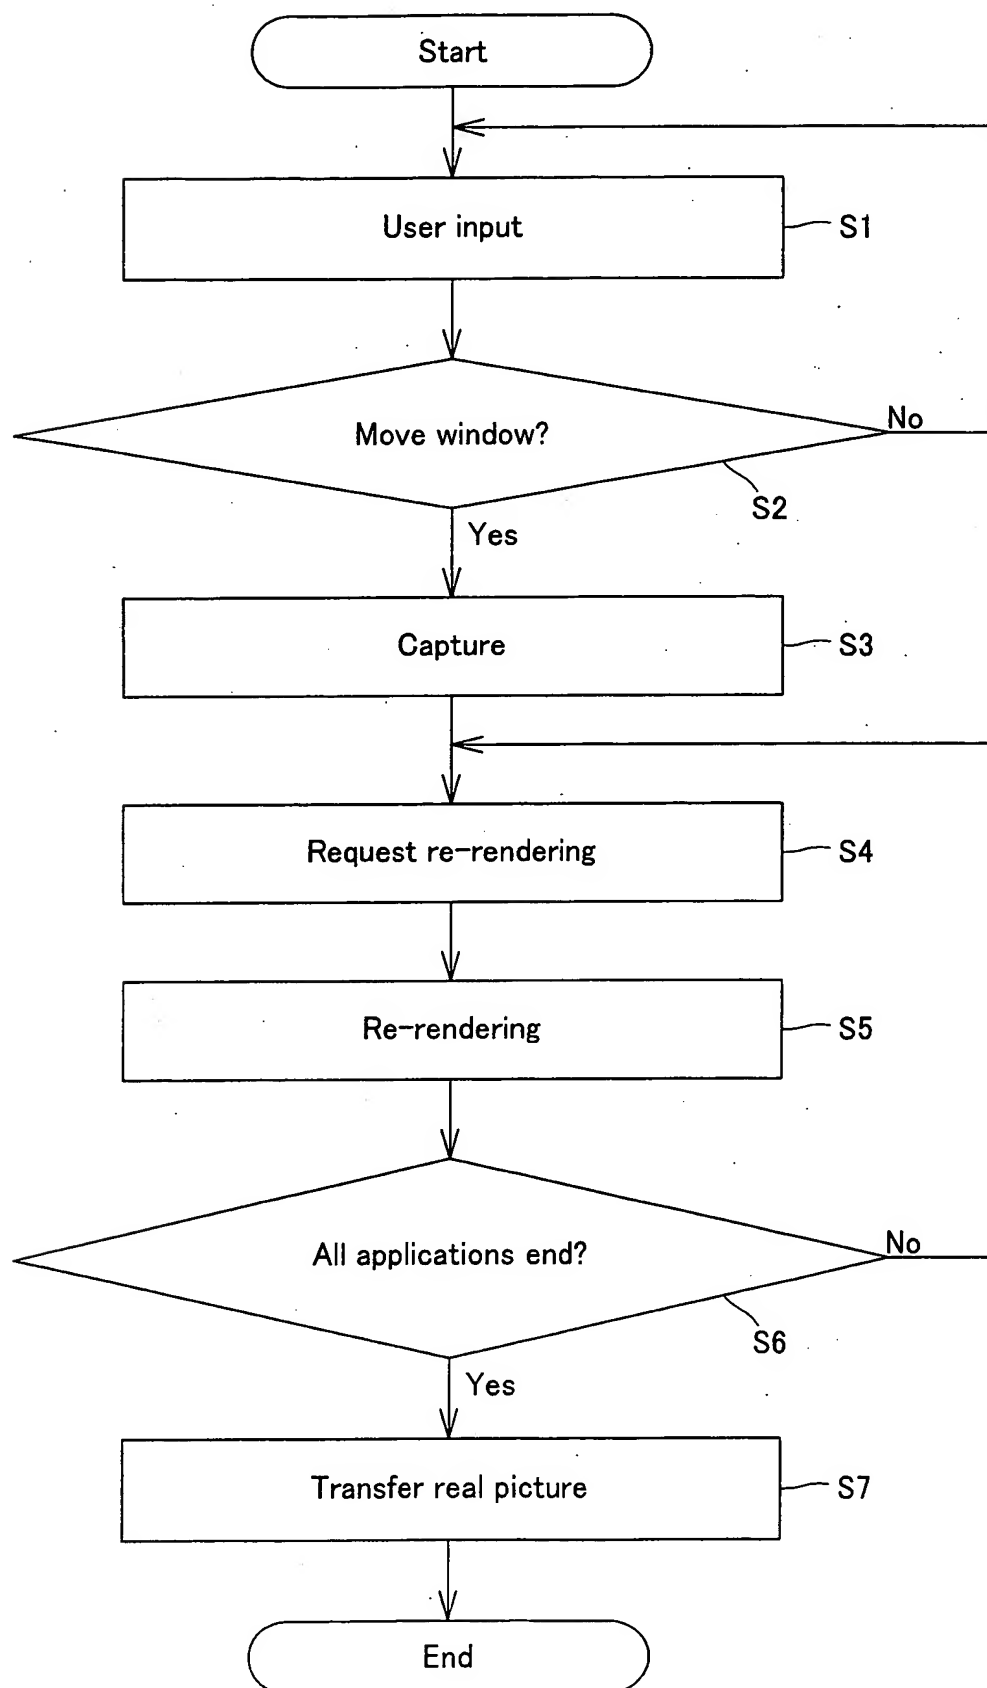 Start
User input
S1
Move window?
No
S2
Yes
Capture
S3
Request re-rendering
S4
Re-rendering
S5
All applications end?
No
S6
Yes
Transfer real picture
S7
End